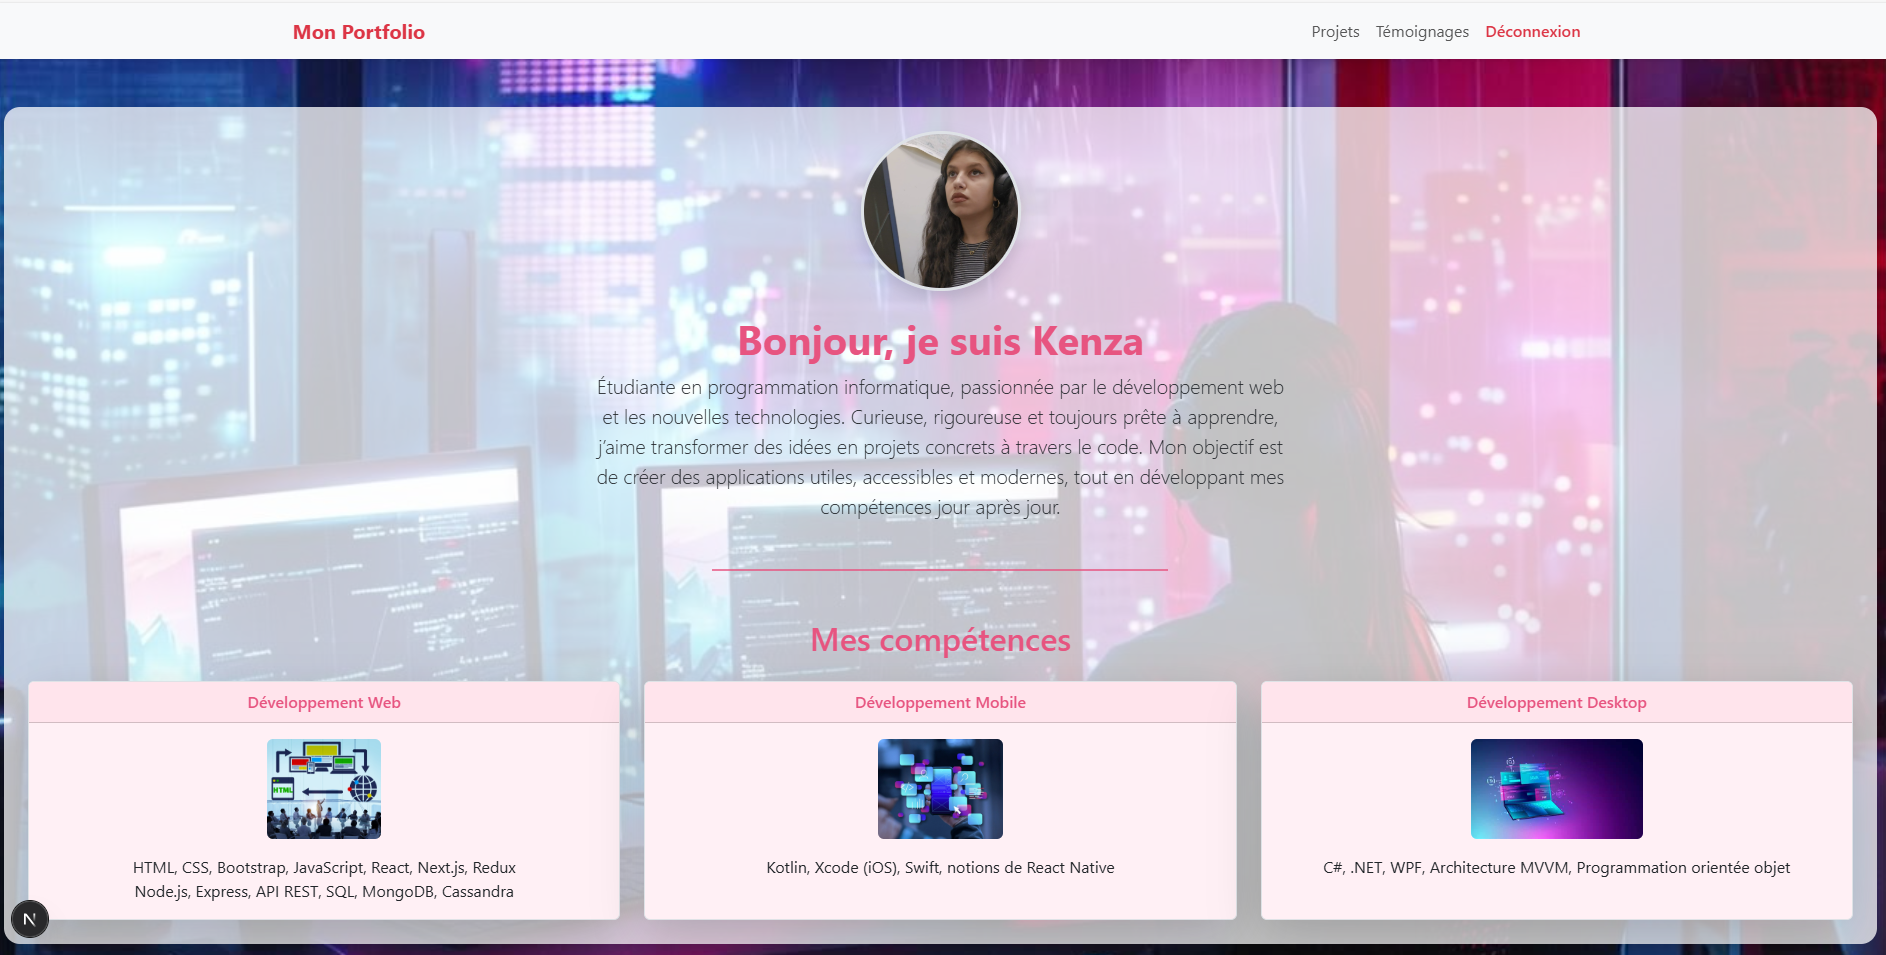 Mon Portfolio
Projets Témoignages Déconnexion
Bonjour, je suis Kenza
Étudiante en programmation informatique, passionnée par le développement web
et les nouvelles technologies. Curieuse, rigoureuse et toujours prête à apprendre,
j’aime transformer des idées en projets concrets à travers le code. Mon objectif est
de créer des applications utiles, accessibles et modernes, tout en développant mes
compétences jour après jour.
Mes compétences
Développement Web
HTML
HTML, CSS, Bootstrap, JavaScript, React, Next.js, Redux
Node.js, Express, API REST, SQL, MongoDB, Cassandra
Développement Mobile
Kotlin, Xcode (iOS), Swift, notions de React Native
Développement Desktop
C#, .NET, WPF, Architecture MVVM, Programmation orientée objet
N